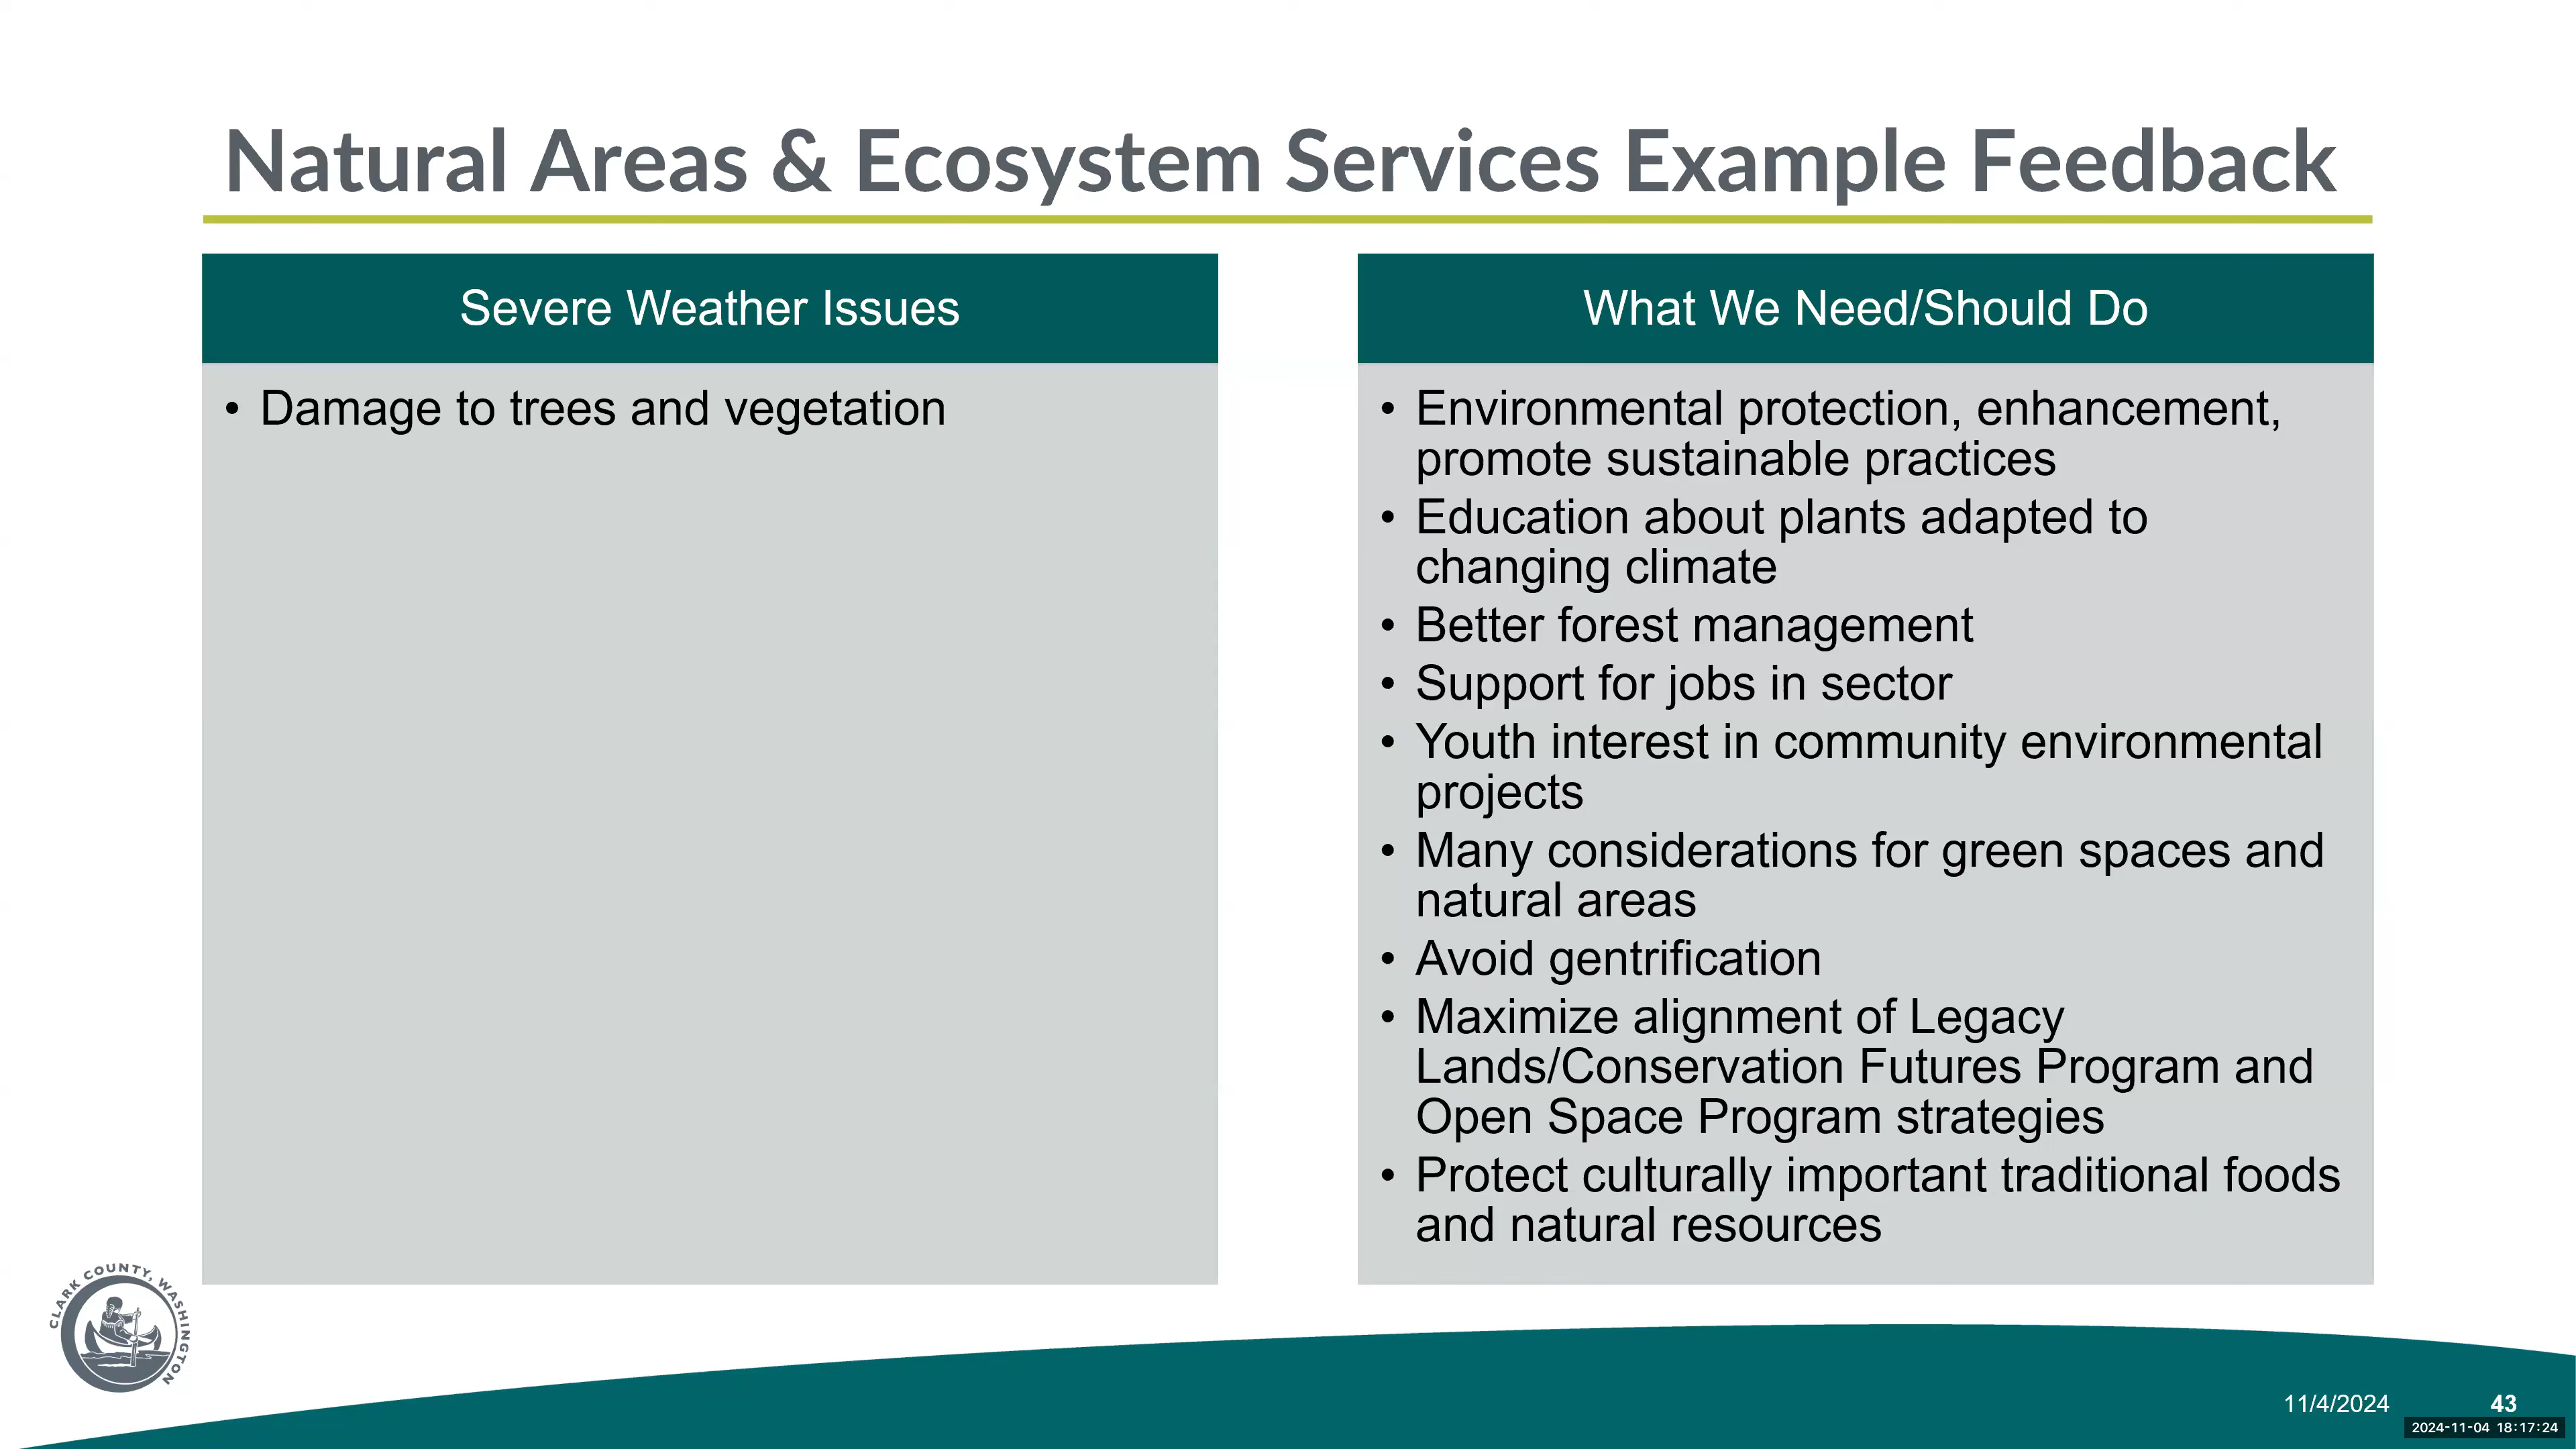 Natural Areas & Ecosystem Services Example Feedback
Severe Weather Issues
• Damage to trees and vegetation
What We Need/Should Do
• Environmental protection, enhancement,
promote sustainable practices
• Education about plants adapted to
changing climate
• Better forest management
• Support for jobs in sector
• Youth interest in community environmental
projects
• Many considerations for green spaces and
natural areas
• Avoid gentrification
• Maximize alignment of Legacy
Lands/Conservation Futures Program and
Open Space Program strategies
• Protect culturally important traditional foods
and natural resources
CLARK COUNTY, WASHINGTON
11/4/2024
43
2024-11-04 18:17:24